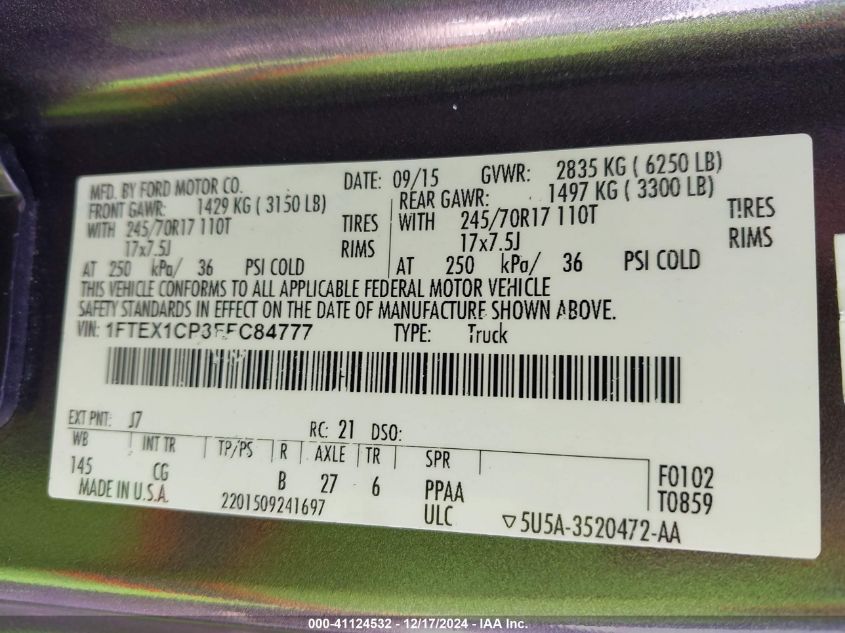 MFD. BY FORD MOTOR CO. DATE: 09/15 GVWR: 2835 KG ( 6250 LB)
FRONT GAWR: 1429 KG ( 3150 LB) REAR GAWR: 1497 KG ( 3300 LB)
WITH 245/70R17 110T TIRES WITH 245/70R17 110T TIRES
17x7.5J RIMS 17x7.5J RIMS
AT 250 kPa/ 36 PSI COLD AT 250 kPa/ 36 PSI COLD
THIS VEHICLE CONFORMS TO ALL APPLICABLE FEDERAL MOTOR VEHICLE
SAFETY STANDARDS IN EFFECT ON THE DATE OF MANUFACTURE SHOWN ABOVE.
VIN: 1FTEX1CP3FFC84777 TYPE: Truck
EXT PNT: J7 RC: 21 DSO:
WB INT TR TP/PS R AXLE TR SPR
145 CG B 27 6 PPAA F0102
MADE IN U.S.A. 2201509241697 ULC T0859
▽5U5A-3520472-AA
000-41124532 - 12/17/2024 - IAA Inc.